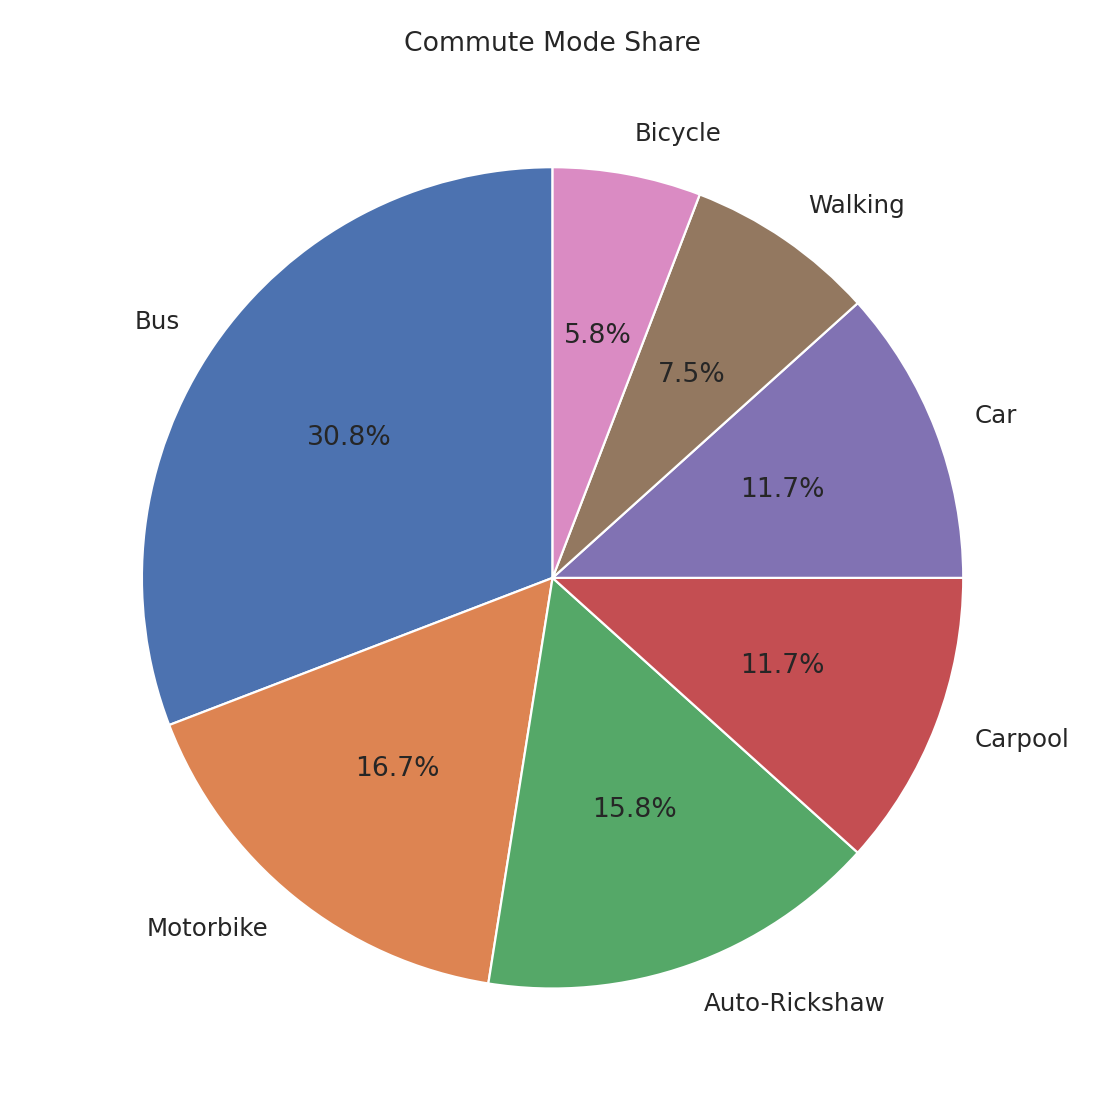 Commute Mode Share
Bicycle
Walking
Bus
5.8%
7.5%
Car
30.8%
11.7%
11.7%
Carpool
16.7%
15.8%
Motorbike
Auto-Rickshaw